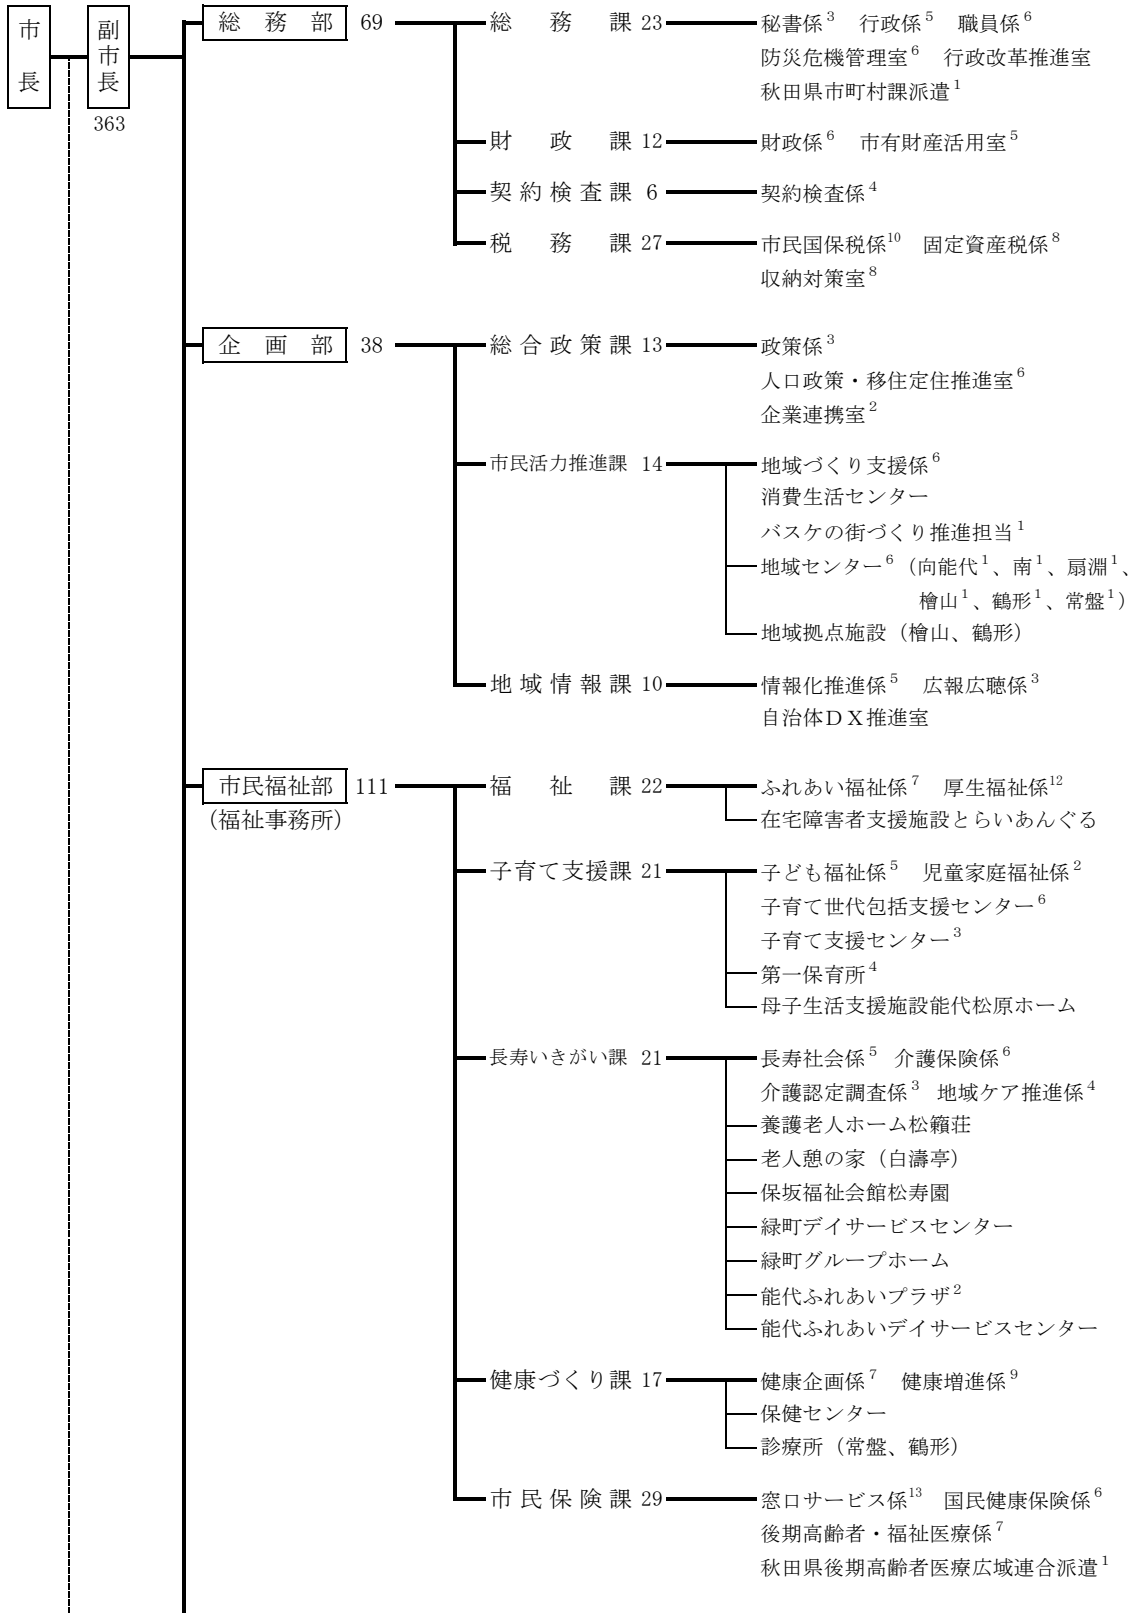 市長
副市長
363
総務部 69
総務課 23
秘書係3 行政係5 職員係6
防災危機管理室6 行政改革推進室
秋田県市町村課派遣1
財政課 12
財政係6 市有財産活用室5
契約検査課 6
契約検査係4
税務課 27
市民国保税係10 固定資産税係8
収納対策室8
企画部 38
総合政策課 13
政策係3
人口政策・移住定住推進室6
企業連携室2
市民活力推進課 14
地域づくり支援係6
消費生活センター
バスケの街づくり推進担当1
地域センター6(向能代1、南1、扇淵1、
檜山1、鶴形1、常盤1)
地域拠点施設(檜山、鶴形)
地域情報課 10
情報化推進係5 広報広聴係3
自治体DX推進室
市民福祉部 111
(福祉事務所)
福祉課 22
ふれあい福祉係7 厚生福祉係12
在宅障害者支援施設とらいあんぐる
子育て支援課 21
子ども福祉係5 児童家庭福祉係2
子育て世代包括支援センター6
子育て支援センター3
第一保育所4
母子生活支援施設能代松原ホーム
長寿いきがい課 21
長寿社会係5 介護保険係6
介護認定調査係3 地域ケア推進係4
養護老人ホーム松籟荘
老人憩の家(白濤亭)
保坂福祉会館松寿園
緑町デイサービスセンター
緑町グループホーム
能代ふれあいプラザ2
能代ふれあいデイサービスセンター
健康づくり課 17
健康企画係7 健康増進係9
保健センター
診療所(常盤、鶴形)
市民保険課 29
窓口サービス係13 国民健康保険係6
後期高齢者・福祉医療係7
秋田県後期高齢者医療広域連合派遣1